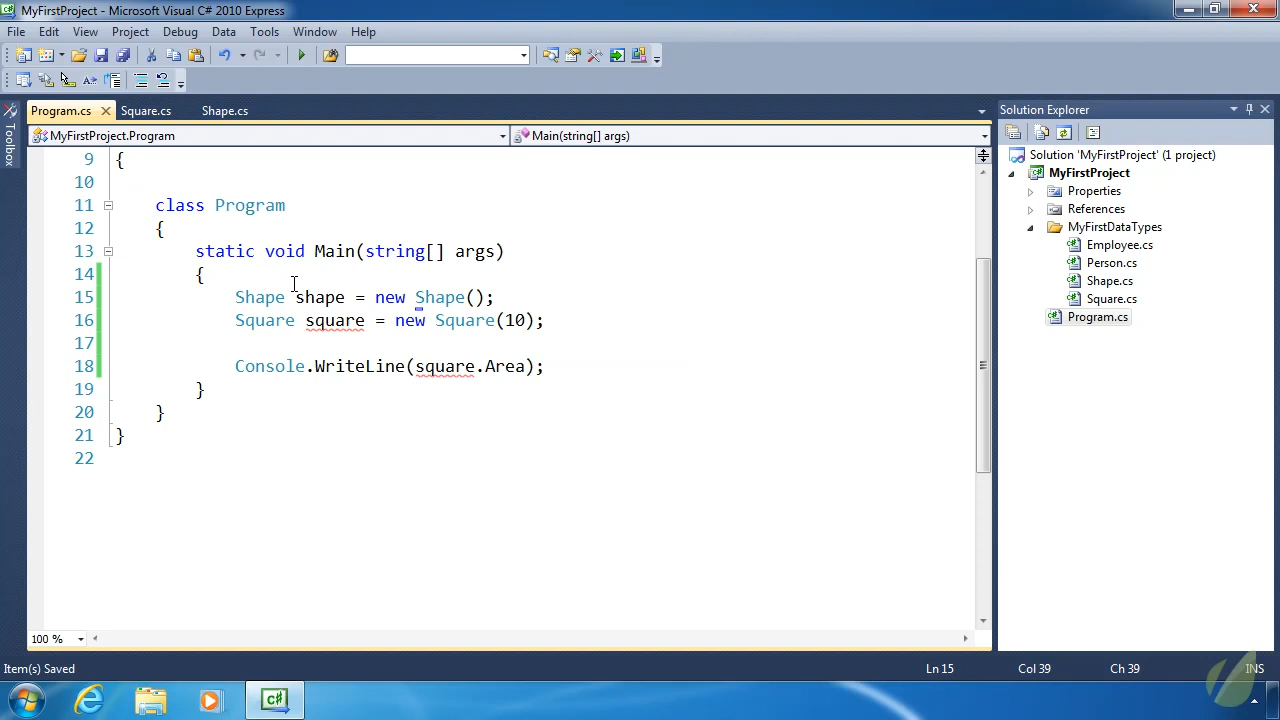 MyFirstProject - Microsoft Visual C# 2010 Express
File Edit View Project Debug Data Tools Window Help
Program.cs Square.cs Shape.cs
MyFirstProject.Program Main(string[] args)
Toolbox
9 {
10
11 class Program
12 {
13 static void Main(string[] args)
14 {
15 Shape shape = new Shape();
16 Square square = new Square(10);
17
18 Console.WriteLine(square.Area);
19 }
20 }
21 }
22
100 %
Solution Explorer
Solution 'MyFirstProject' (1 project)
MyFirstProject
Properties
References
MyFirstDataTypes
Employee.cs
Person.cs
Shape.cs
Square.cs
Program.cs
Item(s) Saved Ln 15 Col 39 Ch 39 INS
C#